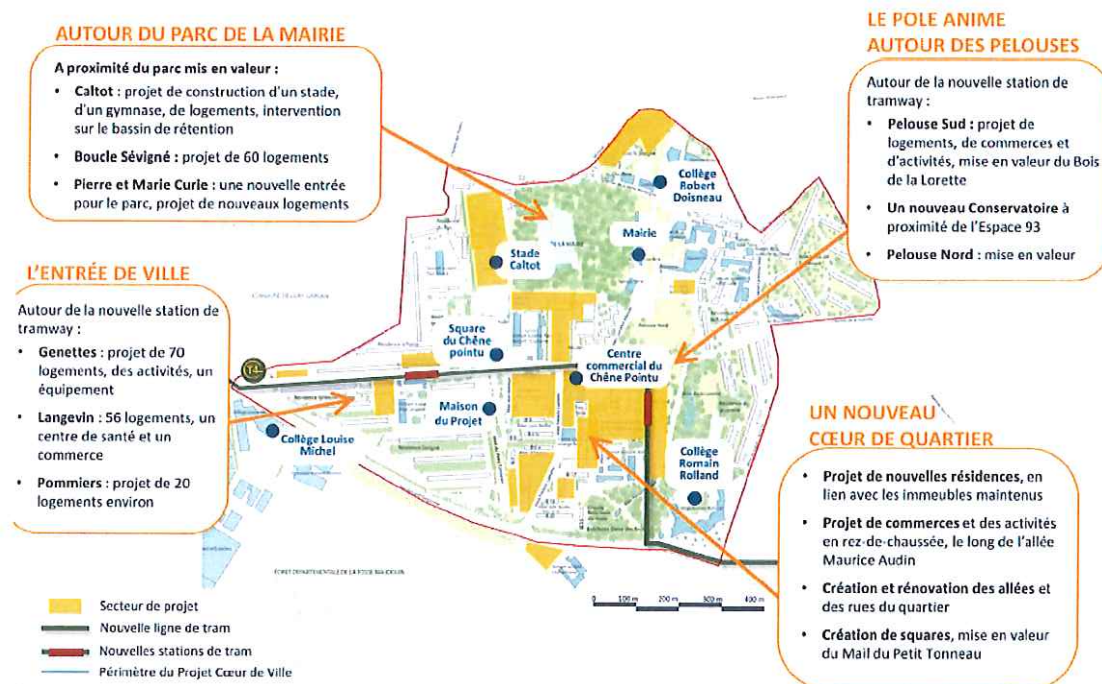 AUTOUR DU PARC DE LA MAIRIE
A proximité du parc mis en valeur :
• Caltot : projet de construction d'un stade,
d'un gymnase, de logements, intervention
sur le bassin de rétention
• Boucle Sévigné : projet de 60 logements
• Pierre et Marie Curie : une nouvelle entrée
pour le parc, projet de nouveaux logements
LE POLE ANIME
AUTOUR DES PELOUSES
Autour de la nouvelle station de
tramway :
• Pelouse Sud : projet de
logements, de commerces et
d'activités, mise en valeur du Bois
de la Lorette
• Un nouveau Conservatoire à
proximité de l'Espace 93
• Pelouse Nord : mise en valeur
L'ENTRÉE DE VILLE
Autour de la nouvelle station de
tramway :
• Genettes : projet de 70
logements, des activités, un
équipement
• Langevin : 56 logements, un
centre de santé et un
commerce
• Pommiers : projet de 20
logements environ
Collège
Robert
Doisneau
Mairie
Stade
Caltot
Square
du Chêne
pointu
Centre
commercial du
Chêne Pointu
T4
Maison
du Projet
Collège Louise
Michel
Collège
Romain
Rolland
UN NOUVEAU
CŒUR DE QUARTIER
• Projet de nouvelles résidences, en
lien avec les immeubles maintenus
• Projet de commerces et des activités
en rez-de-chaussée, le long de l'allée
Maurice Audin
• Création et rénovation des allées et
des rues du quartier
• Création de squares, mise en valeur
du Mail du Petit Tonneau
0 100 m 200 m 300 m 400 m
Secteur de projet
Nouvelle ligne de tram
Nouvelles stations de tram
Périmètre du Projet Cœur de Ville